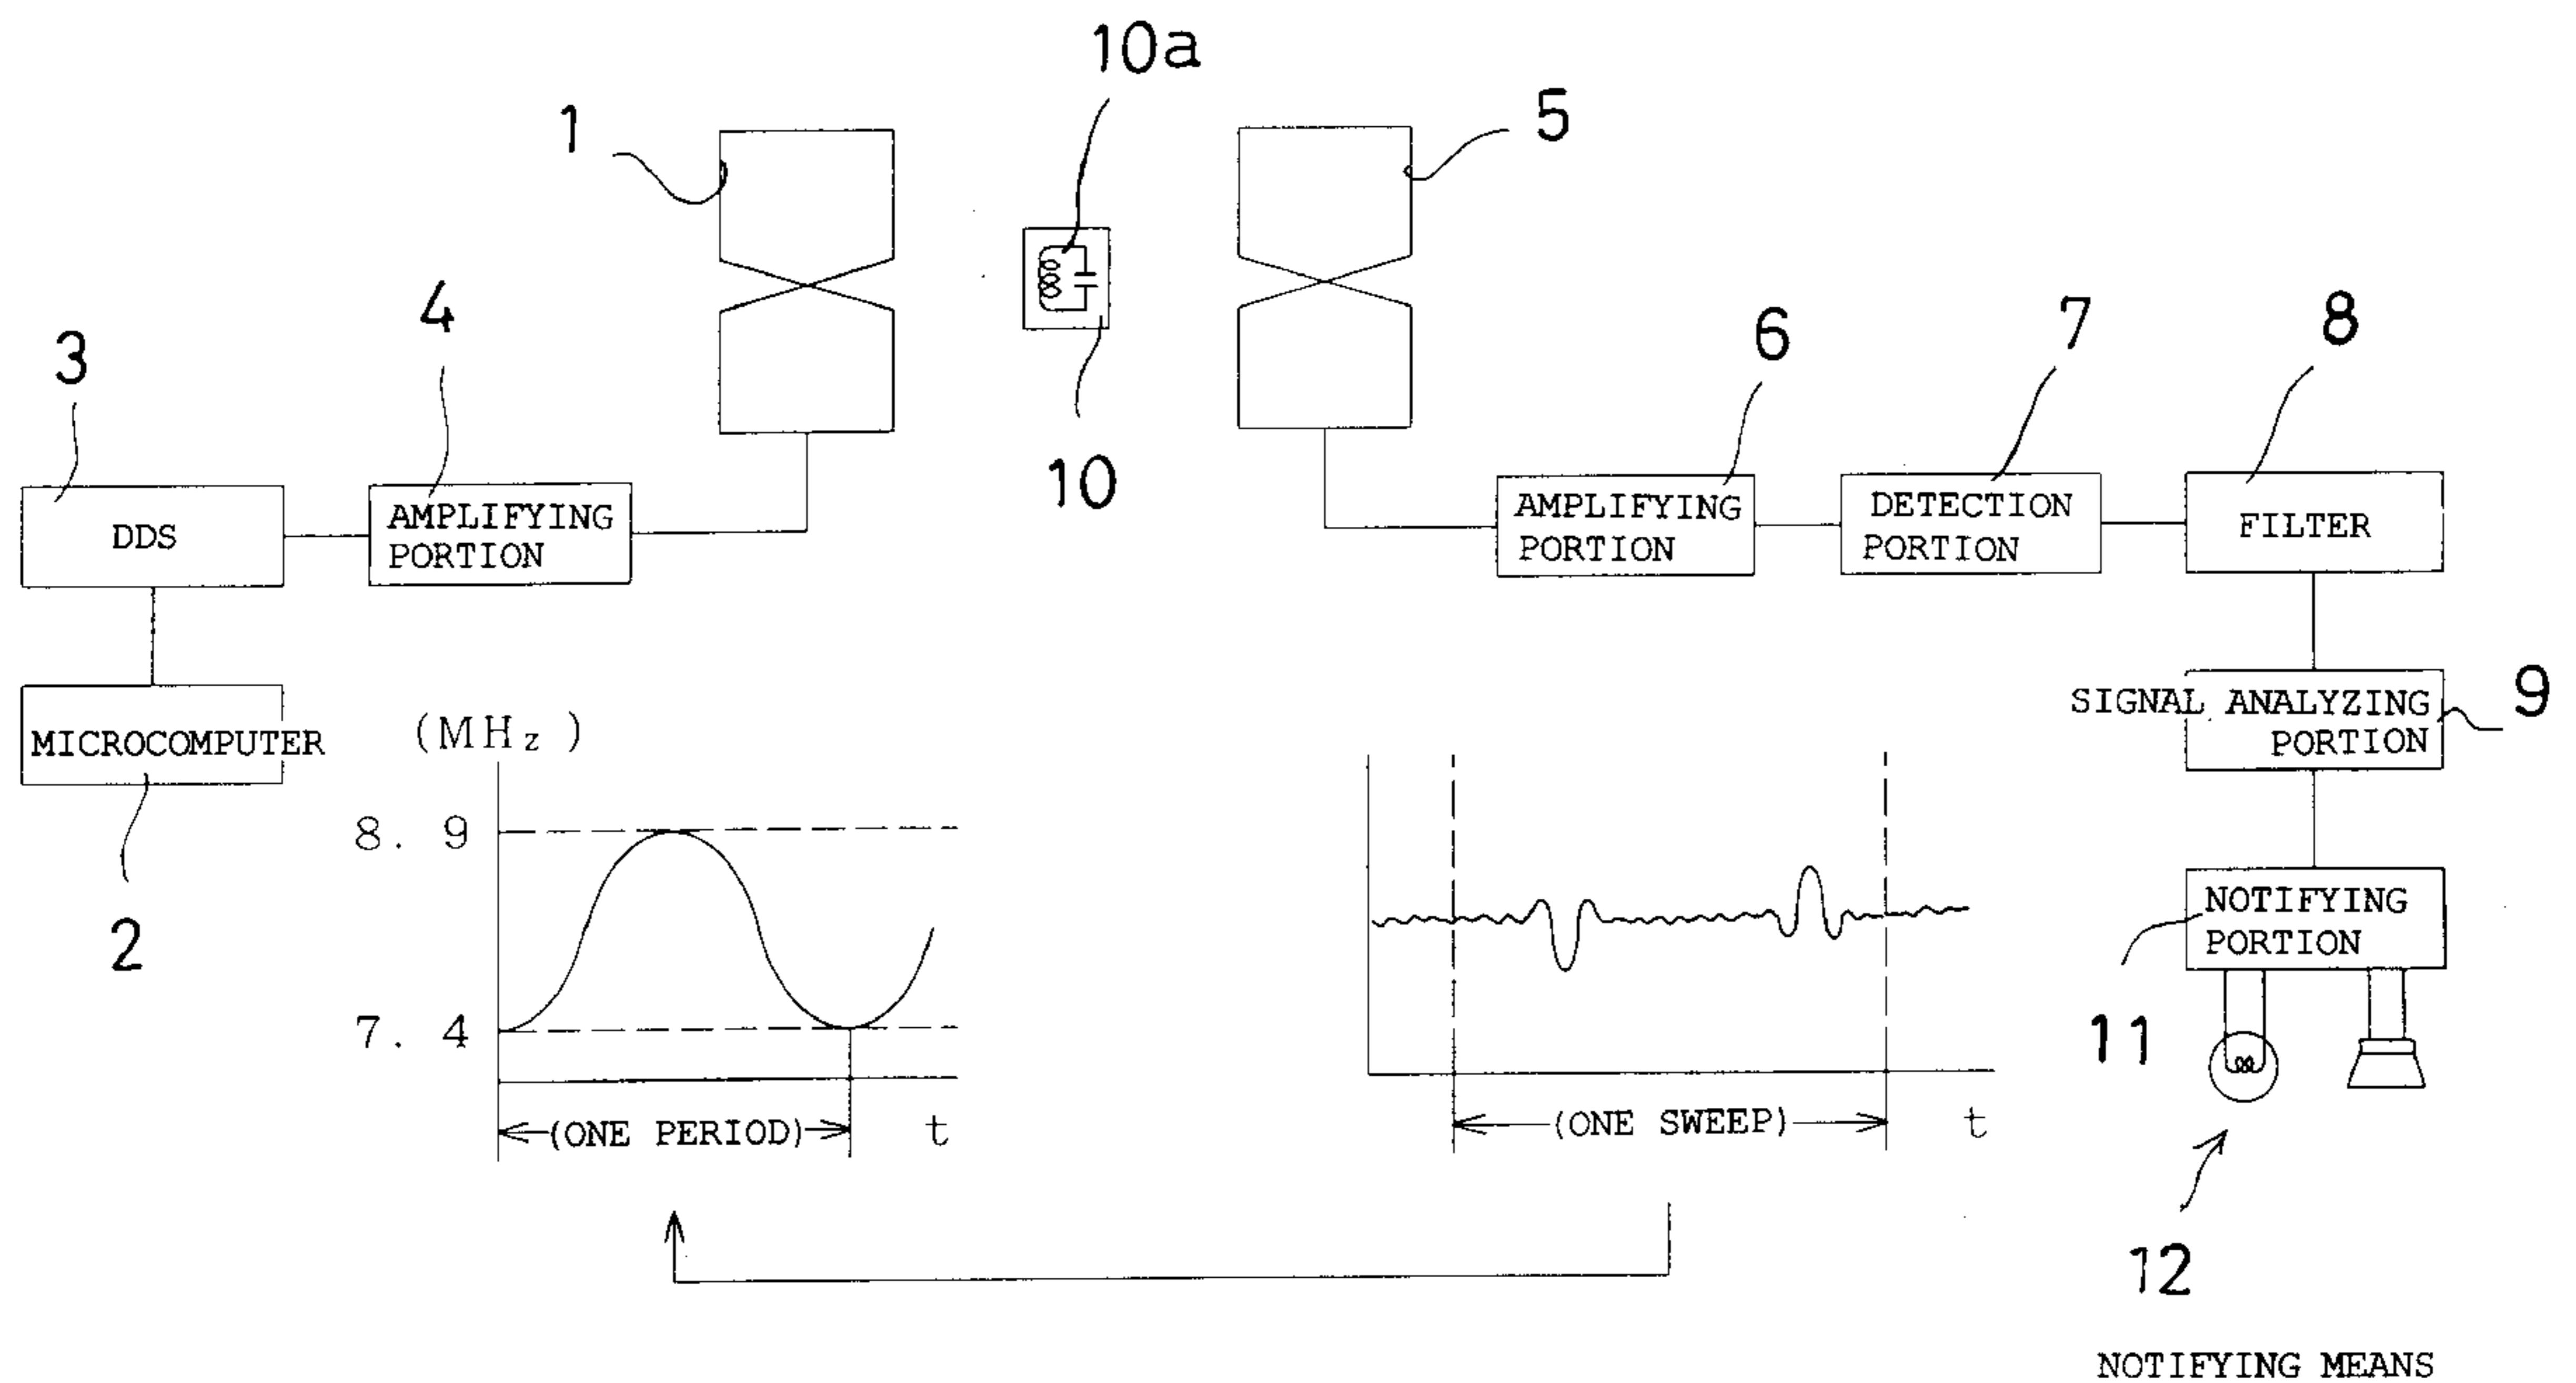 10a
1
5
4
3
10
6
7
8
DDS
AMPLIFYING
PORTION
AMPLIFYING
PORTION
DETECTION
PORTION
FILTER
MICROCOMPUTER
2
SIGNAL ANALYZING
PORTION
9
(MHz)
8. 9
7. 4
(ONE PERIOD)
t
(ONE SWEEP)
t
NOTIFYING
PORTION
11
12
NOTIFYING MEANS